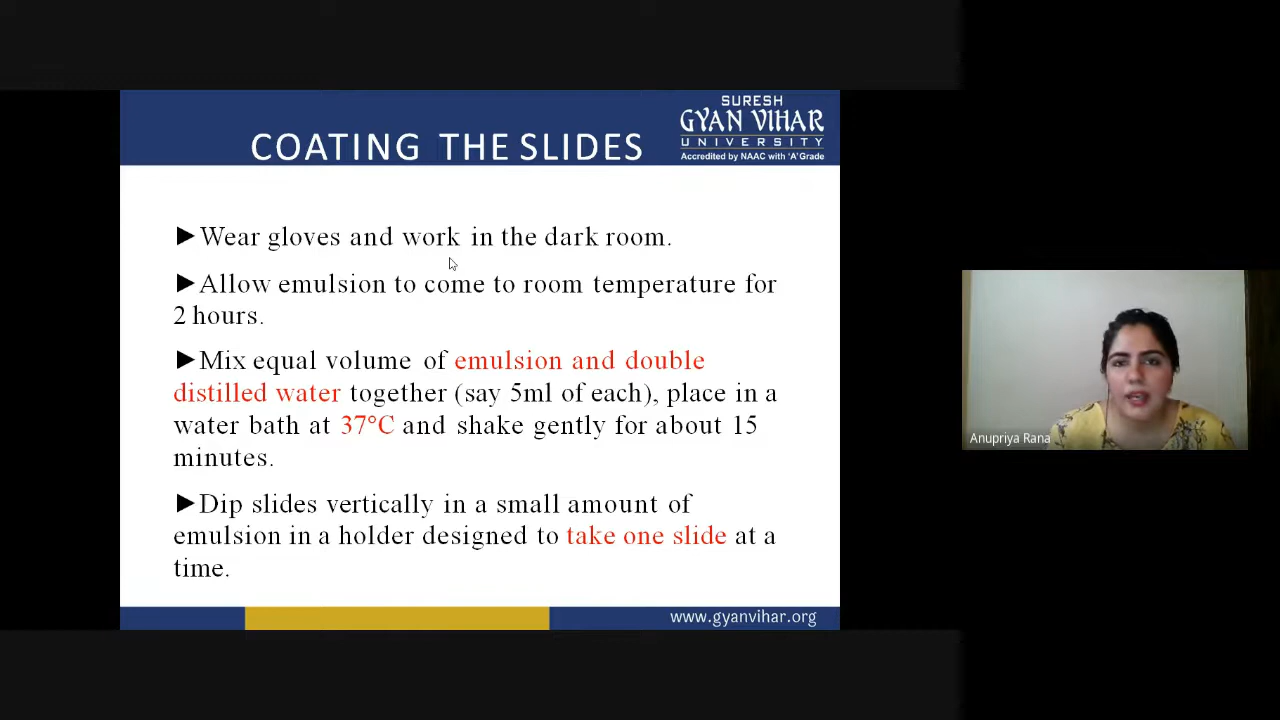 SURESH
GYAN VIHAR
UNIVERSITY
Accredited by NAAC with 'A' Grade
COATING THE SLIDES
►Wear gloves and work in the dark room.
►Allow emulsion to come to room temperature for
2 hours.
►Mix equal volume of emulsion and double
distilled water together (say 5ml of each), place in a
water bath at 37°C and shake gently for about 15
minutes.
►Dip slides vertically in a small amount of
emulsion in a holder designed to take one slide at a
time.
www.gyanvihar.org
Anupriya Rana